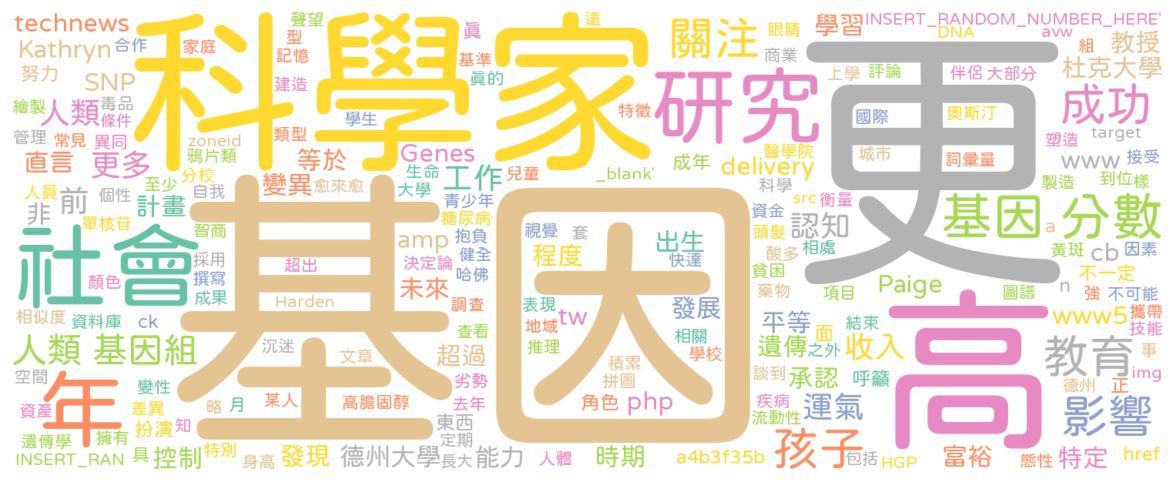 technews
科學家
聲望
型
記憶
真
基準
真的
遠
關注
眼睛
商業
學習
INSERT_RANDOM_NUMBER_HERE'
DNA
avw
組
教授
杜克大學
Kathryn
合作
家庭
努力
SNP
建造
繪製
人類
毒品
條件
學生
特徵
研究
上學
評論
伴侶
大部分
更
成功
管理
常見
異同
zoneid
鴉片類
類型
國際
奧斯汀
塑造
target
直言
更多
分校
等於
Genes
生命
大學
工作
兒童
_blank'
成年
醫學院
delivery
科學
城市
詞彙量
www
接受
人員
個性
至少
自我
變異
愈來愈
青少年
糖尿病
src
衡量
製造
到位
樣
非
前
單核苷
計畫
智商
基因
資金
頭髮
認知
相處
基因 分數
a
社會
採用
撰寫
成果
顏色
超出
amp
決定論
抱負
健全
哈佛
視覺
套
程度
出生
快達
酸多
貧困
藥物
黃斑
cb
因素
不一定
n
強
不可能
相似度
資料庫
ck
Harden
未來
調查
表現
地域
推理
tw
發展
相關
學校
項目
Paige
圖譜
www5
攜帶
技能
人類 基因組
沉迷
文章
查看
超過
平等
面
結束
遺傳
之外
收入
教育
事
img
空間
年
變性
劣勢
積累
拼圖
談到
承認
呼籲
高
德州
正
資產
差異
略
月
某人
高膽固醇
去年
角色
php
疾病
流動性
運氣
影響
遺傳學
擁有
扮演
知
東西
定期
INSERT_RAN
具
控制
特別
身高
發現
德州大學
長大
能力
人體
時期
a4b3f35b
孩子
包括
HGP
富裕
態性
特定
href